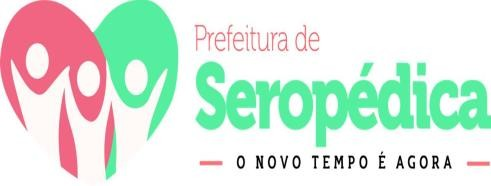 Prefeitura de
Seropédica
O NOVO TEMPO É AGORA